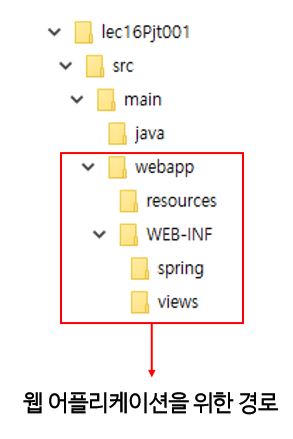 lec16Pjt001
src
main
java
webapp
resources
WEB-INF
spring
views
웹 어플리케이션을 위한 경로